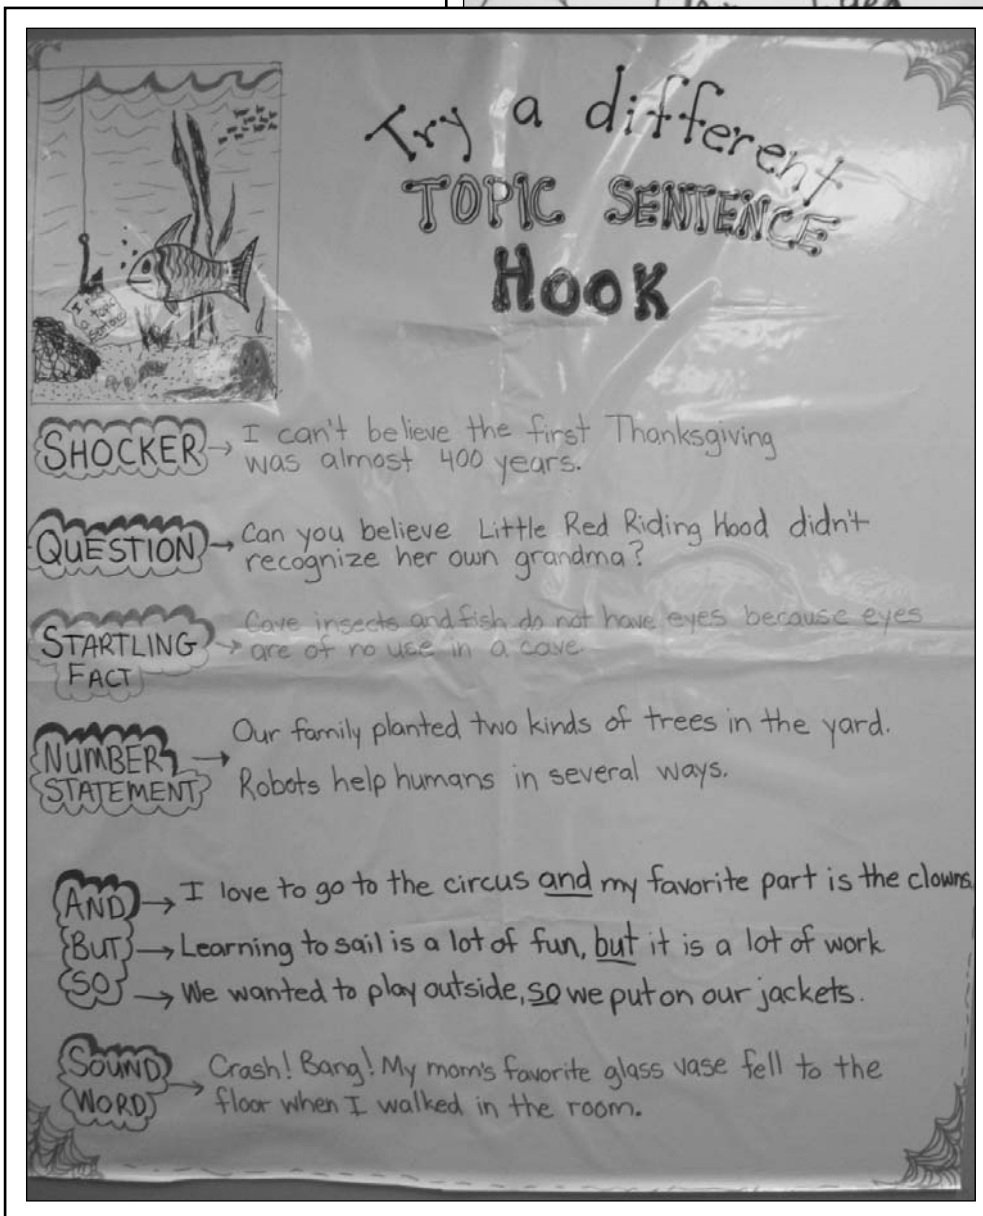 Try a different
TOPIC SENTENCE
HOOK
I
a topic
sentence
SHOCKER → I can't believe the first Thanksgiving
was almost 400 years.
QUESTION → Can you believe Little Red Riding Hood didn't
recognize her own grandma?
STARTLING → Cave insects and fish do not have eyes because eyes
FACT are of no use in a cave.
NUMBER → Our family planted two kinds of trees in the yard.
STATEMENT Robots help humans in several ways.
AND → I love to go to the circus and my favorite part is the clowns.
BUT → Learning to sail is a lot of fun, but it is a lot of work
SO → We wanted to play outside, so we put on our jackets.
SOUND → Crash! Bang! My mom's favorite glass vase fell to the
WORD floor when I walked in the room.